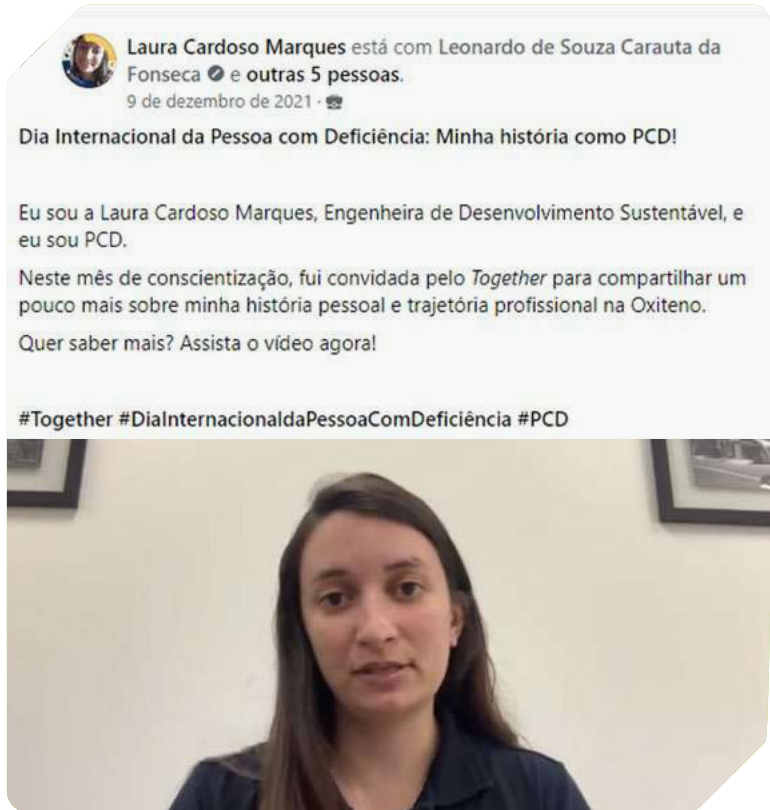 Laura Cardoso Marques está com Leonardo de Souza Carauta da
Fonseca e outras 5 pessoas.
9 de dezembro de 2021 ·
Dia Internacional da Pessoa com Deficiência: Minha história como PCD!
Eu sou a Laura Cardoso Marques, Engenheira de Desenvolvimento Sustentável, e
eu sou PCD.
Neste mês de conscientização, fui convidada pelo Together para compartilhar um
pouco mais sobre minha história pessoal e trajetória profissional na Oxiteno.
Quer saber mais? Assista o vídeo agora!
#Together #DiaInternacionaldaPessoaComDeficiência #PCD